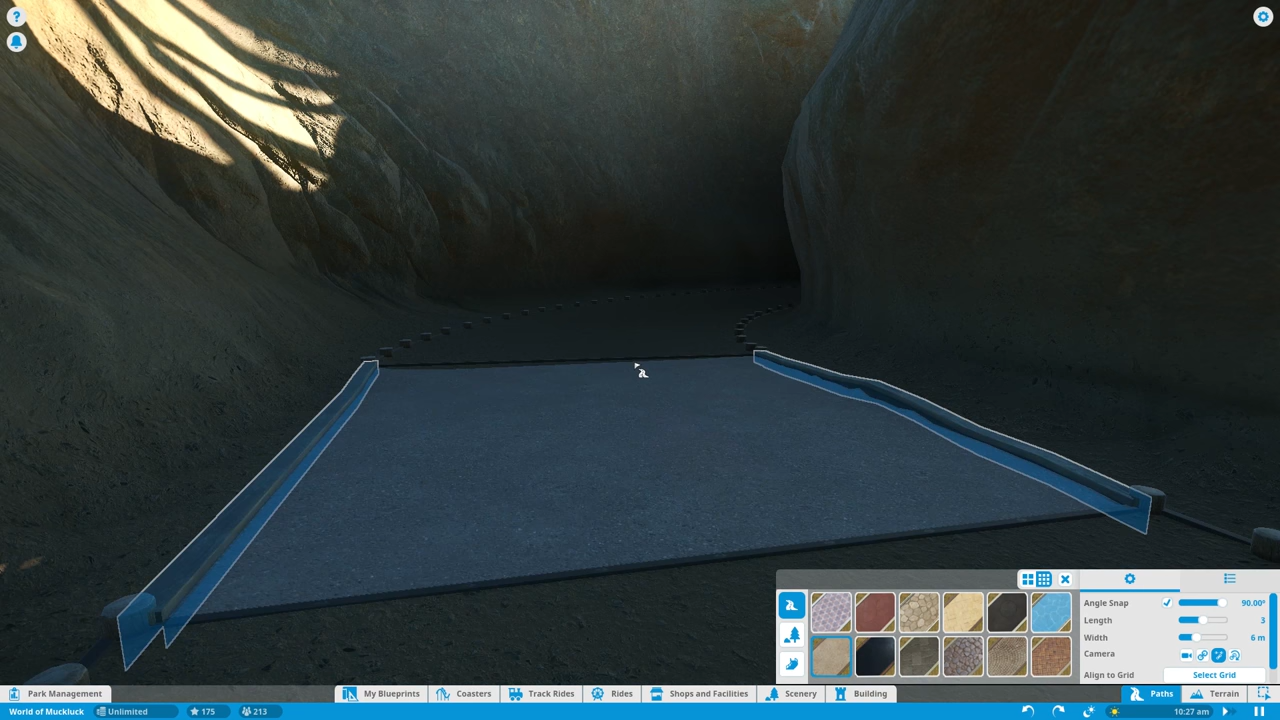 ?
Angle Snap 90.00°
Length 3
Width 6 m
Camera
Align to Grid Select Grid
Park Management My Blueprints Coasters Track Rides Rides Shops and Facilities Scenery Building Paths Terrain
World of Muckluck Unlimited 175 213 10:27 am